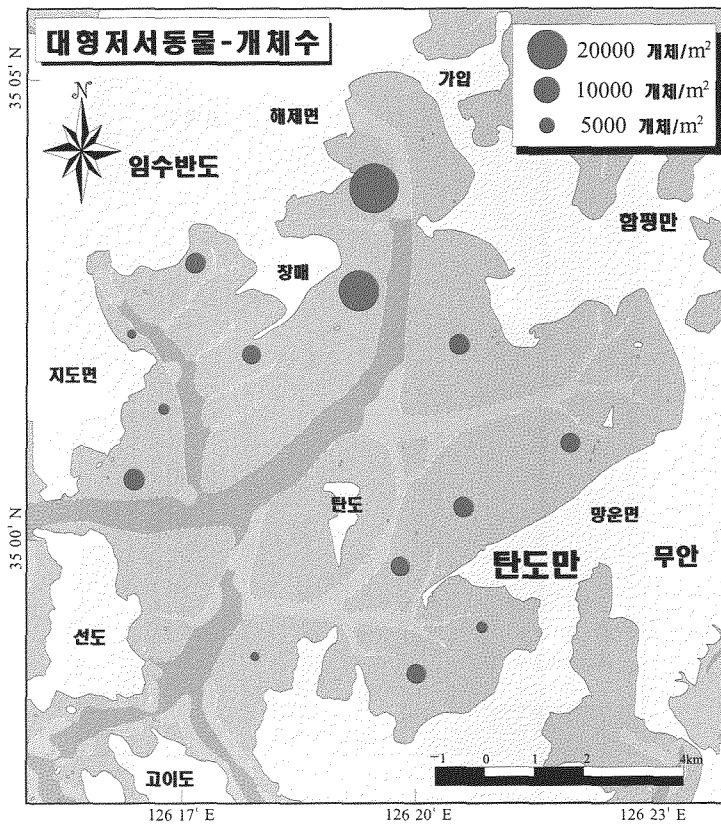 대형저서동물-개체수
20000 개체/m²
10000 개체/m²
5000 개체/m²
35 05' N
N
가입
해제면
임수반도
함평만
창매
지도면
탄도
망운면
35 00' N
탄도만
무안
선도
고이도
1 0 1 2 4km
126 17' E 126 20' E 126 23' E